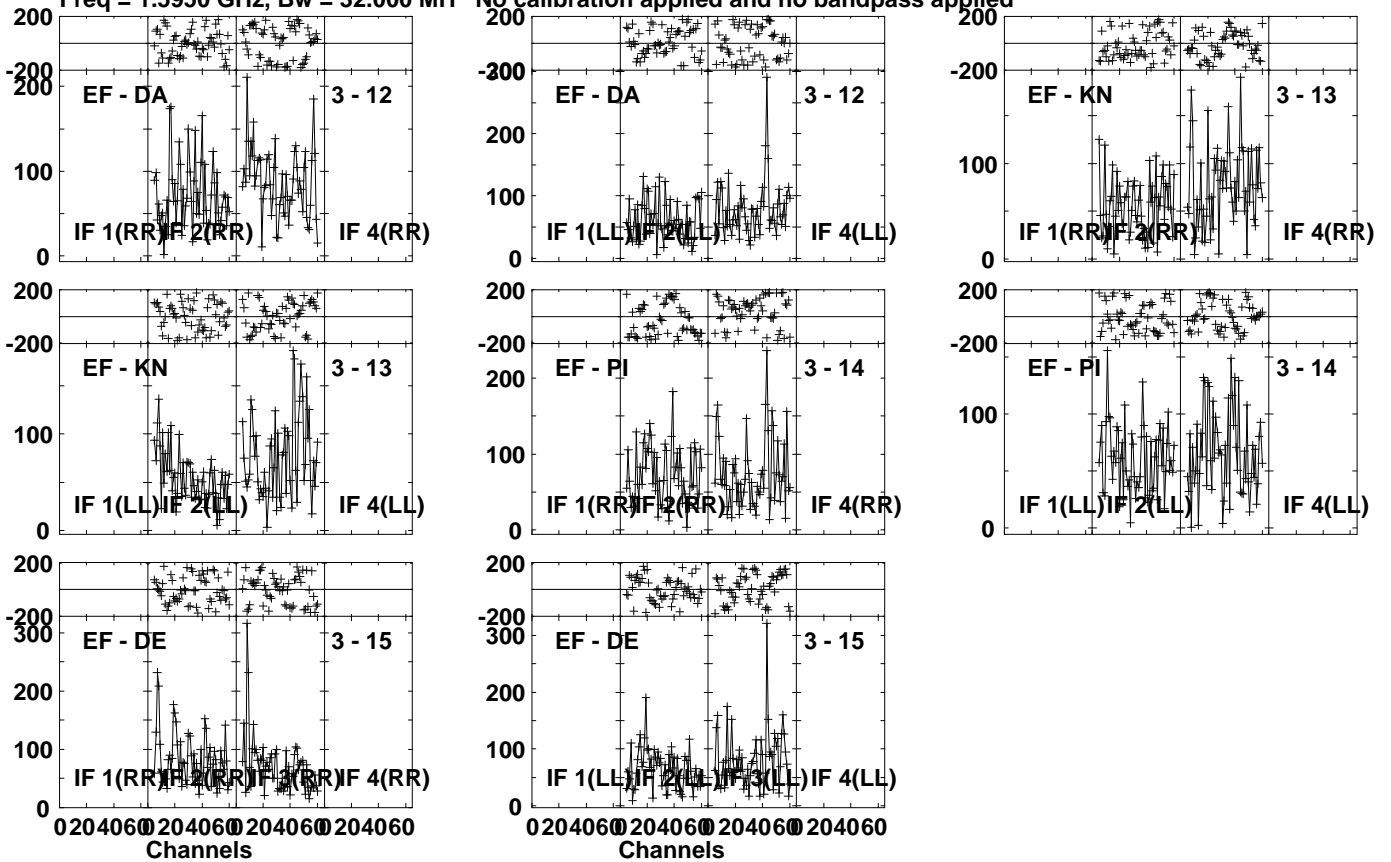 Freq = 1.5950 GHz, Bw = 32.000 MH No calibration applied and no bandpass applied
200
-200
200
100
0
EF - DA
3 - 12
IF 1(RR)
IF 2(RR)
IF 4(RR)
200
-200
300
200
100
0
EF - DA
3 - 12
IF 1(LL)
IF 2(LL)
IF 4(LL)
200
-200
200
100
0
EF - KN
3 - 13
IF 1(RR)
IF 2(RR)
IF 4(RR)
200
-200
100
0
EF - KN
3 - 13
IF 1(LL)
IF 2(LL)
IF 4(LL)
200
-200
200
100
0
EF - PI
3 - 14
IF 1(RR)
IF 2(RR)
IF 4(RR)
200
-200
100
0
EF - PI
3 - 14
IF 1(LL)
IF 2(LL)
IF 4(LL)
200
-200
300
200
100
0
EF - DE
3 - 15
IF 1(RR)
IF 2(RR)
IF 3(RR)
IF 4(RR)
0 20 40 60 0 20 40 60 0 20 40 60 0 20 40 60
Channels
200
-200
300
200
100
0
EF - DE
3 - 15
IF 1(LL)
IF 2(LL)
IF 3(LL)
IF 4(LL)
0 20 40 60 0 20 40 60 0 20 40 60 0 20 40 60
Channels